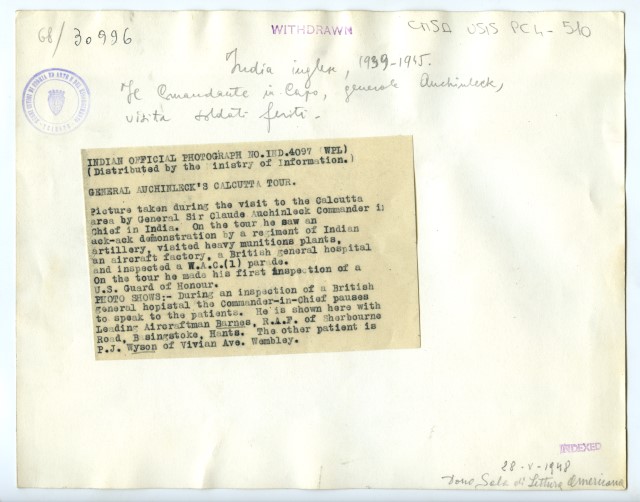 68/30996
WITHDRAWN
CASA USIS PC4-510
India inglese, 1939-1945.
Il Comandante in Capo, generale Auchinleck,
visita soldati feriti.
INDIAN OFFICIAL PHOTOGRAPH NO.IND.4097 (WPL)
(Distributed by the Ministry of Information.)
GENERAL AUCHINLECK'S CALCUTTA TOUR.
Picture taken during the visit to the Calcutta
area by General Sir Claude Auchinleck Commander in
Chief in India. On the tour he saw an
ack-ack demonstration by a regiment of Indian
artillery, visited heavy munitions plants,
an aircraft factory, a British general hospital
and inspected a W.A.C.(1) parade.
On the tour he made his first inspection of a
U.S. Guard of Honour.
PHOTO SHOWS:- During an inspection of a British
general hopistal the Commander-in-Chief pauses
to speak to the patients. He is shown here with
Leading Aircraftman Barnes, R.A.F. of Sherbourne
Road, Basingstoke, Hants. The other patient is
P.J. Wyson of Vivian Ave. Wembley.
INDEXED
28-V-1948
Dono Sala di Lettura Americana